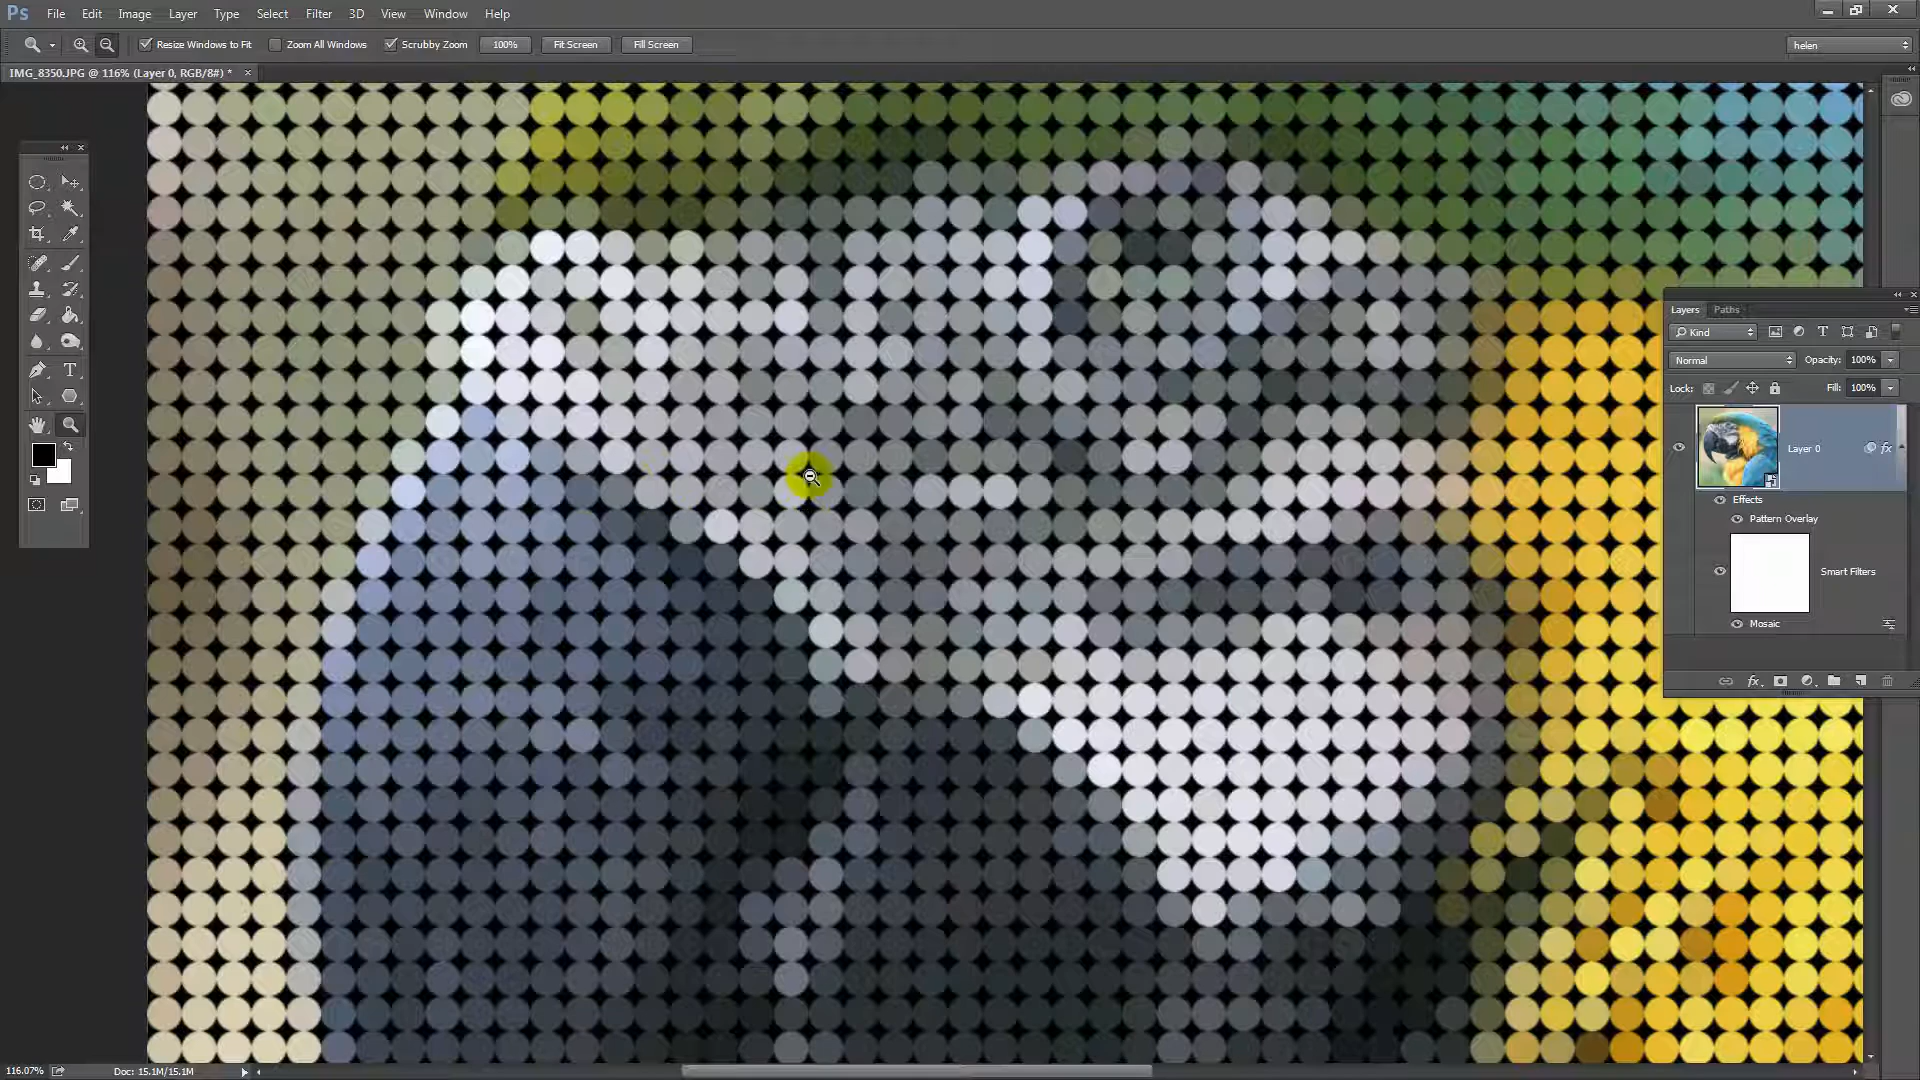 Ps File Edit Image Layer Type Select Filter 3D View Window Help
Resize Windows to Fit Zoom All Windows Scrubby Zoom 100% Fit Screen Fill Screen helen
IMG_8350.JPG @ 116% (Layer 0, RGB/8#) *
Layers Paths
Kind
Normal Opacity: 100%
Lock: Fill: 100%
Layer 0 fx
Effects
Pattern Overlay
Smart Filters
Mosaic
fx
116.07% Doc: 15.1M/15.1M